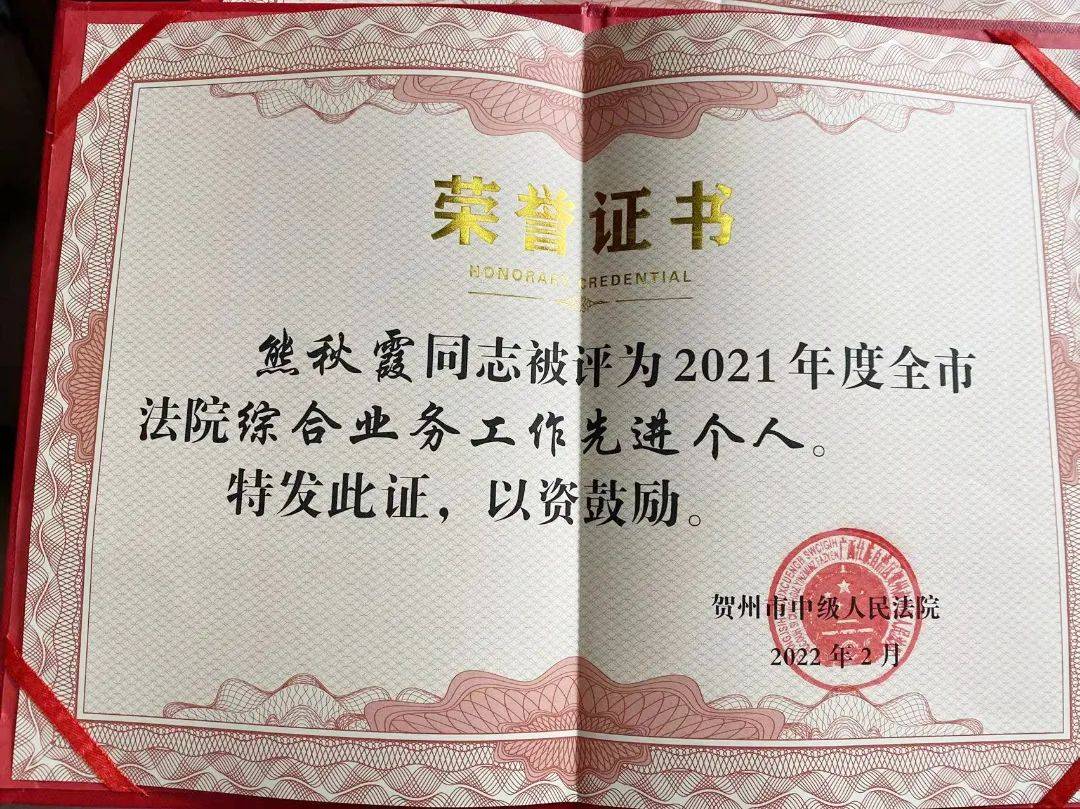 荣誉证书
HONORARY CREDENTIAL
熊秋霞同志被评为2021年度全市
法院综合业务工作先进个人。
特发此证，以资鼓励。
贺州市中级人民法院
2022年2月